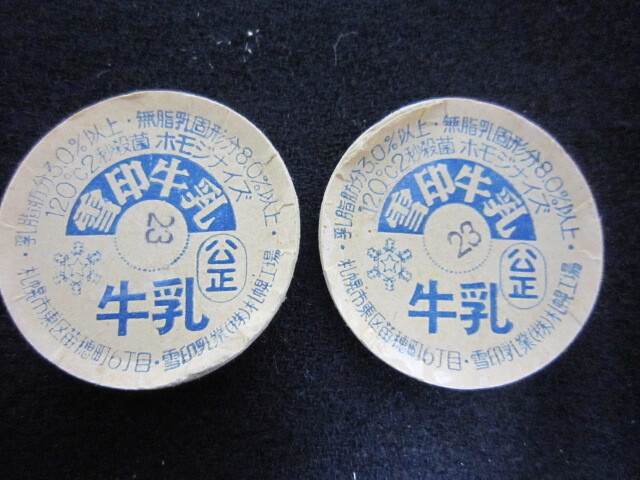 乳脂肪分3.0%以上・無脂乳固形分8.0%以上・
120°C2秒殺菌 ホモジナイズ
雪印牛乳
23
公正
牛乳
札幌市東区苗穂町6丁目・雪印乳業(株)札幌工場
乳脂肪分3.0%以上・無脂乳固形分8.0%以上・
120°C2秒殺菌 ホモジナイズ
雪印牛乳
23
公正
牛乳
札幌市東区苗穂町6丁目・雪印乳業(株)札幌工場